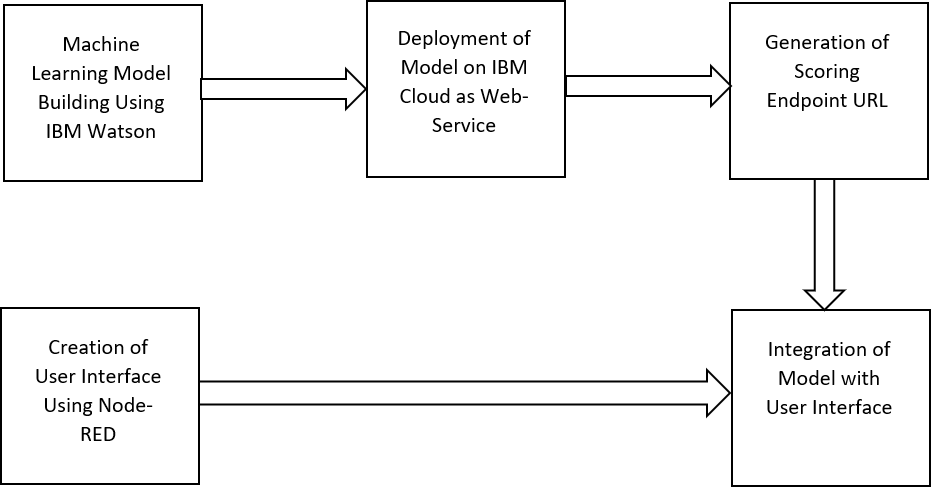 Machine
Learning Model
Building Using
IBM Watson
Deployment of
Model on IBM
Cloud as Web-
Service
Generation of
Scoring
Endpoint URL
Creation of
User Interface
Using Node-
RED
Integration of
Model with
User Interface